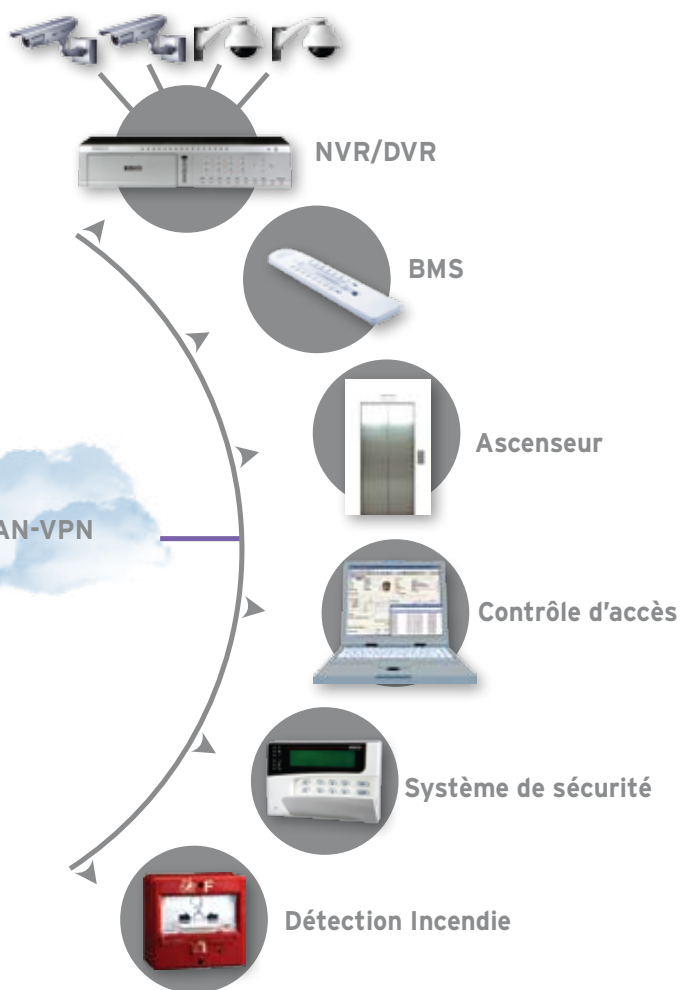 NVR/DVR
BMS
Ascenseur
AN-VPN
Contrôle d'accès
Système de sécurité
Détection Incendie